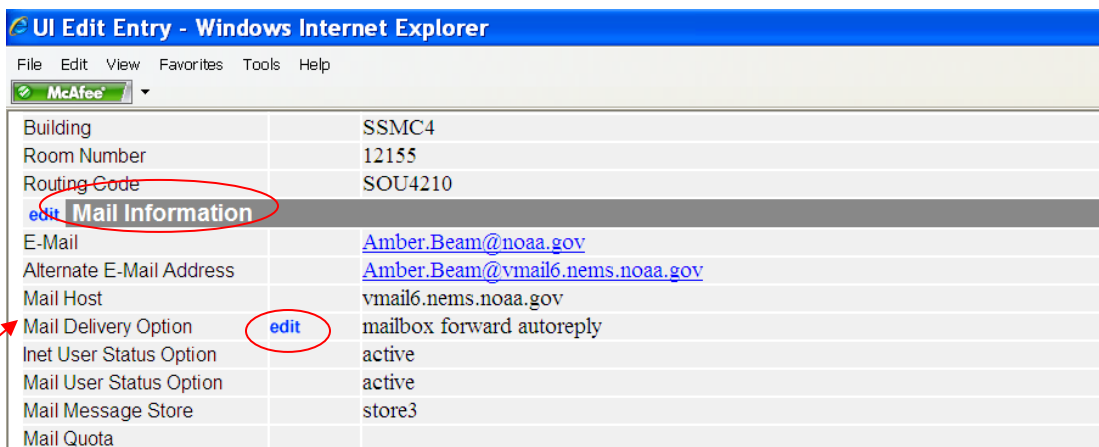 UI Edit Entry - Windows Internet Explorer
File Edit View Favorites Tools Help
McAfee
Building SSMC4
Room Number 12155
Routing Code SOU4210
edit Mail Information
E-Mail Amber.Beam@noaa.gov
Alternate E-Mail Address Amber.Beam@vmail6.nems.noaa.gov
Mail Host vmail6.nems.noaa.gov
Mail Delivery Option edit mailbox forward autoreply
Inet User Status Option active
Mail User Status Option active
Mail Message Store store3
Mail Quota